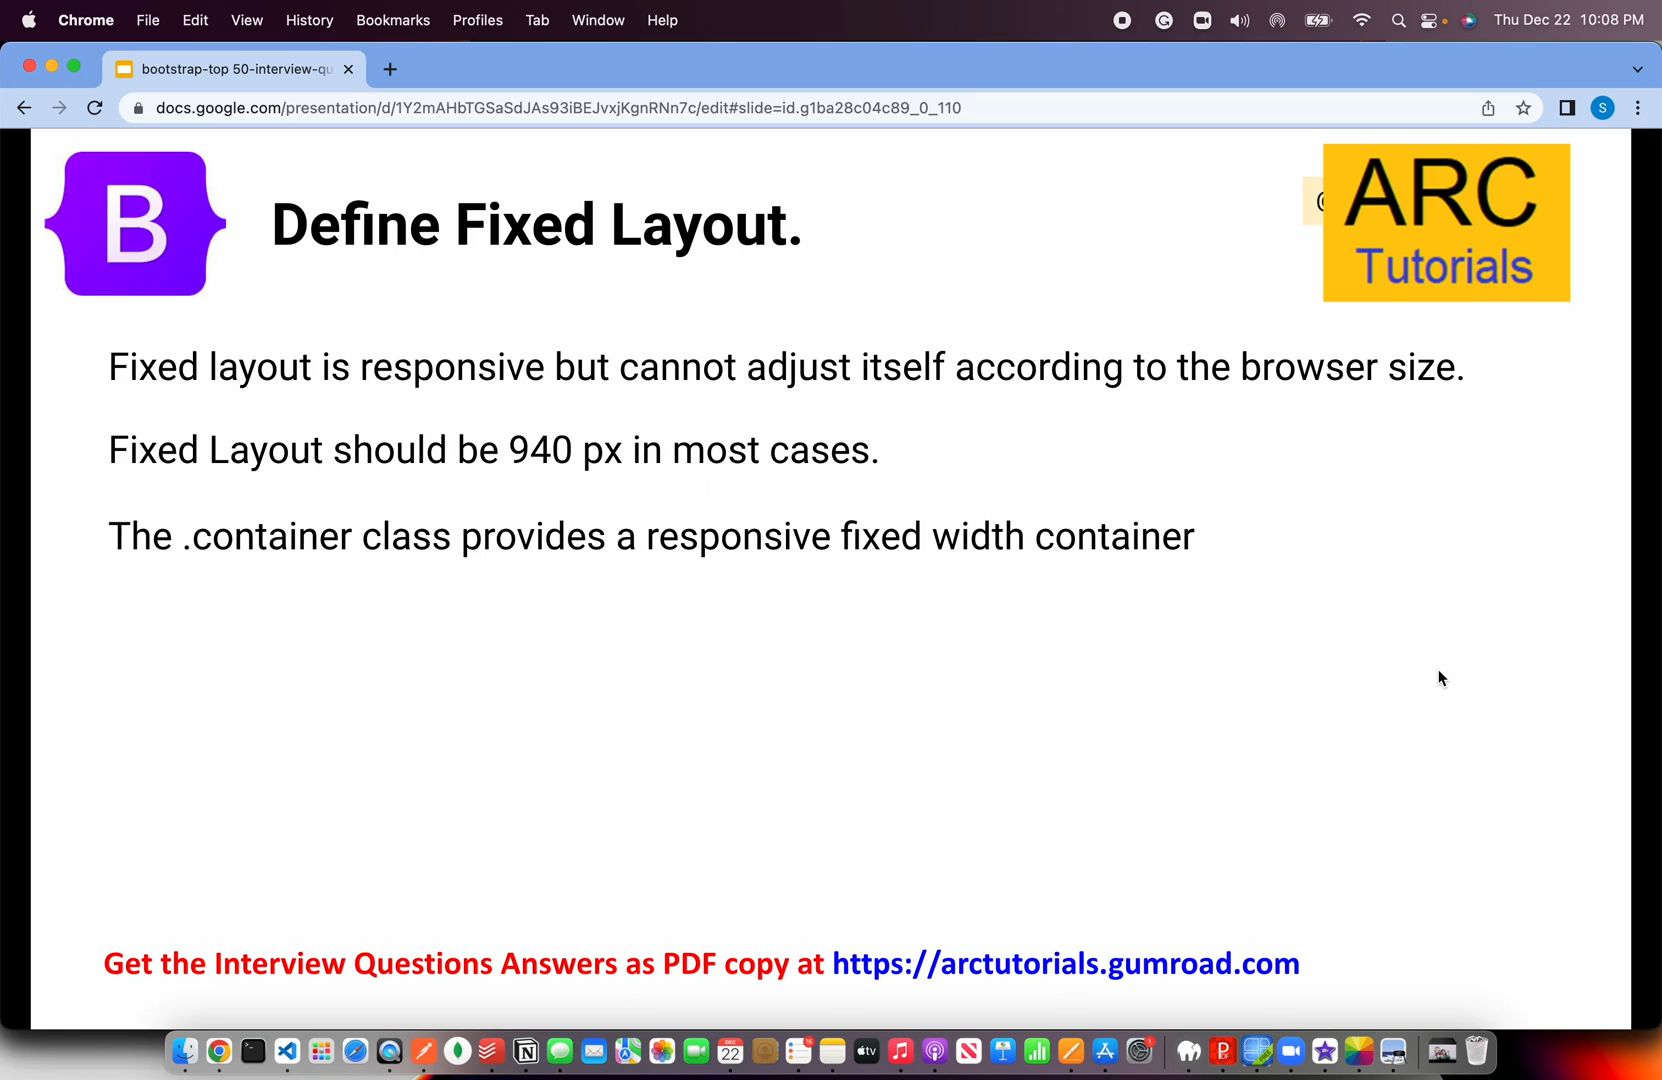 Chrome File Edit View History Bookmarks Profiles Tab Window Help Thu Dec 22 10:08 PM
bootstrap-top 50-interview-qu
docs.google.com/presentation/d/1Y2mAHbTGSaSdJAs93iBEJvxjKgnRNn7c/edit#slide=id.g1ba28c04c89_0_110
S
B
Define Fixed Layout.
ARC
Tutorials
Fixed layout is responsive but cannot adjust itself according to the browser size.
Fixed Layout should be 940 px in most cases.
The .container class provides a responsive fixed width container
Get the Interview Questions Answers as PDF copy at https://arctutorials.gumroad.com
DEC
22
tv